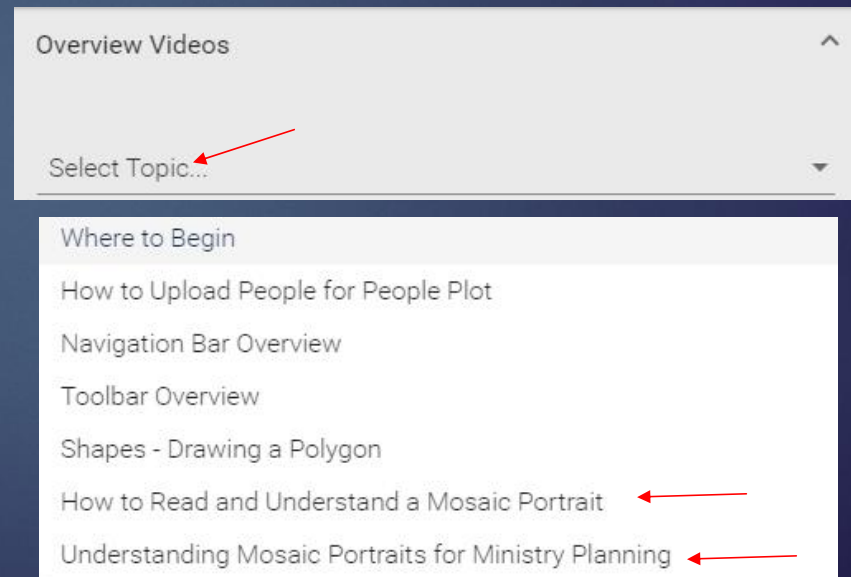 Overview Videos
Select Topic...
Where to Begin
How to Upload People for People Plot
Navigation Bar Overview
Toolbar Overview
Shapes - Drawing a Polygon
How to Read and Understand a Mosaic Portrait
Understanding Mosaic Portraits for Ministry Planning